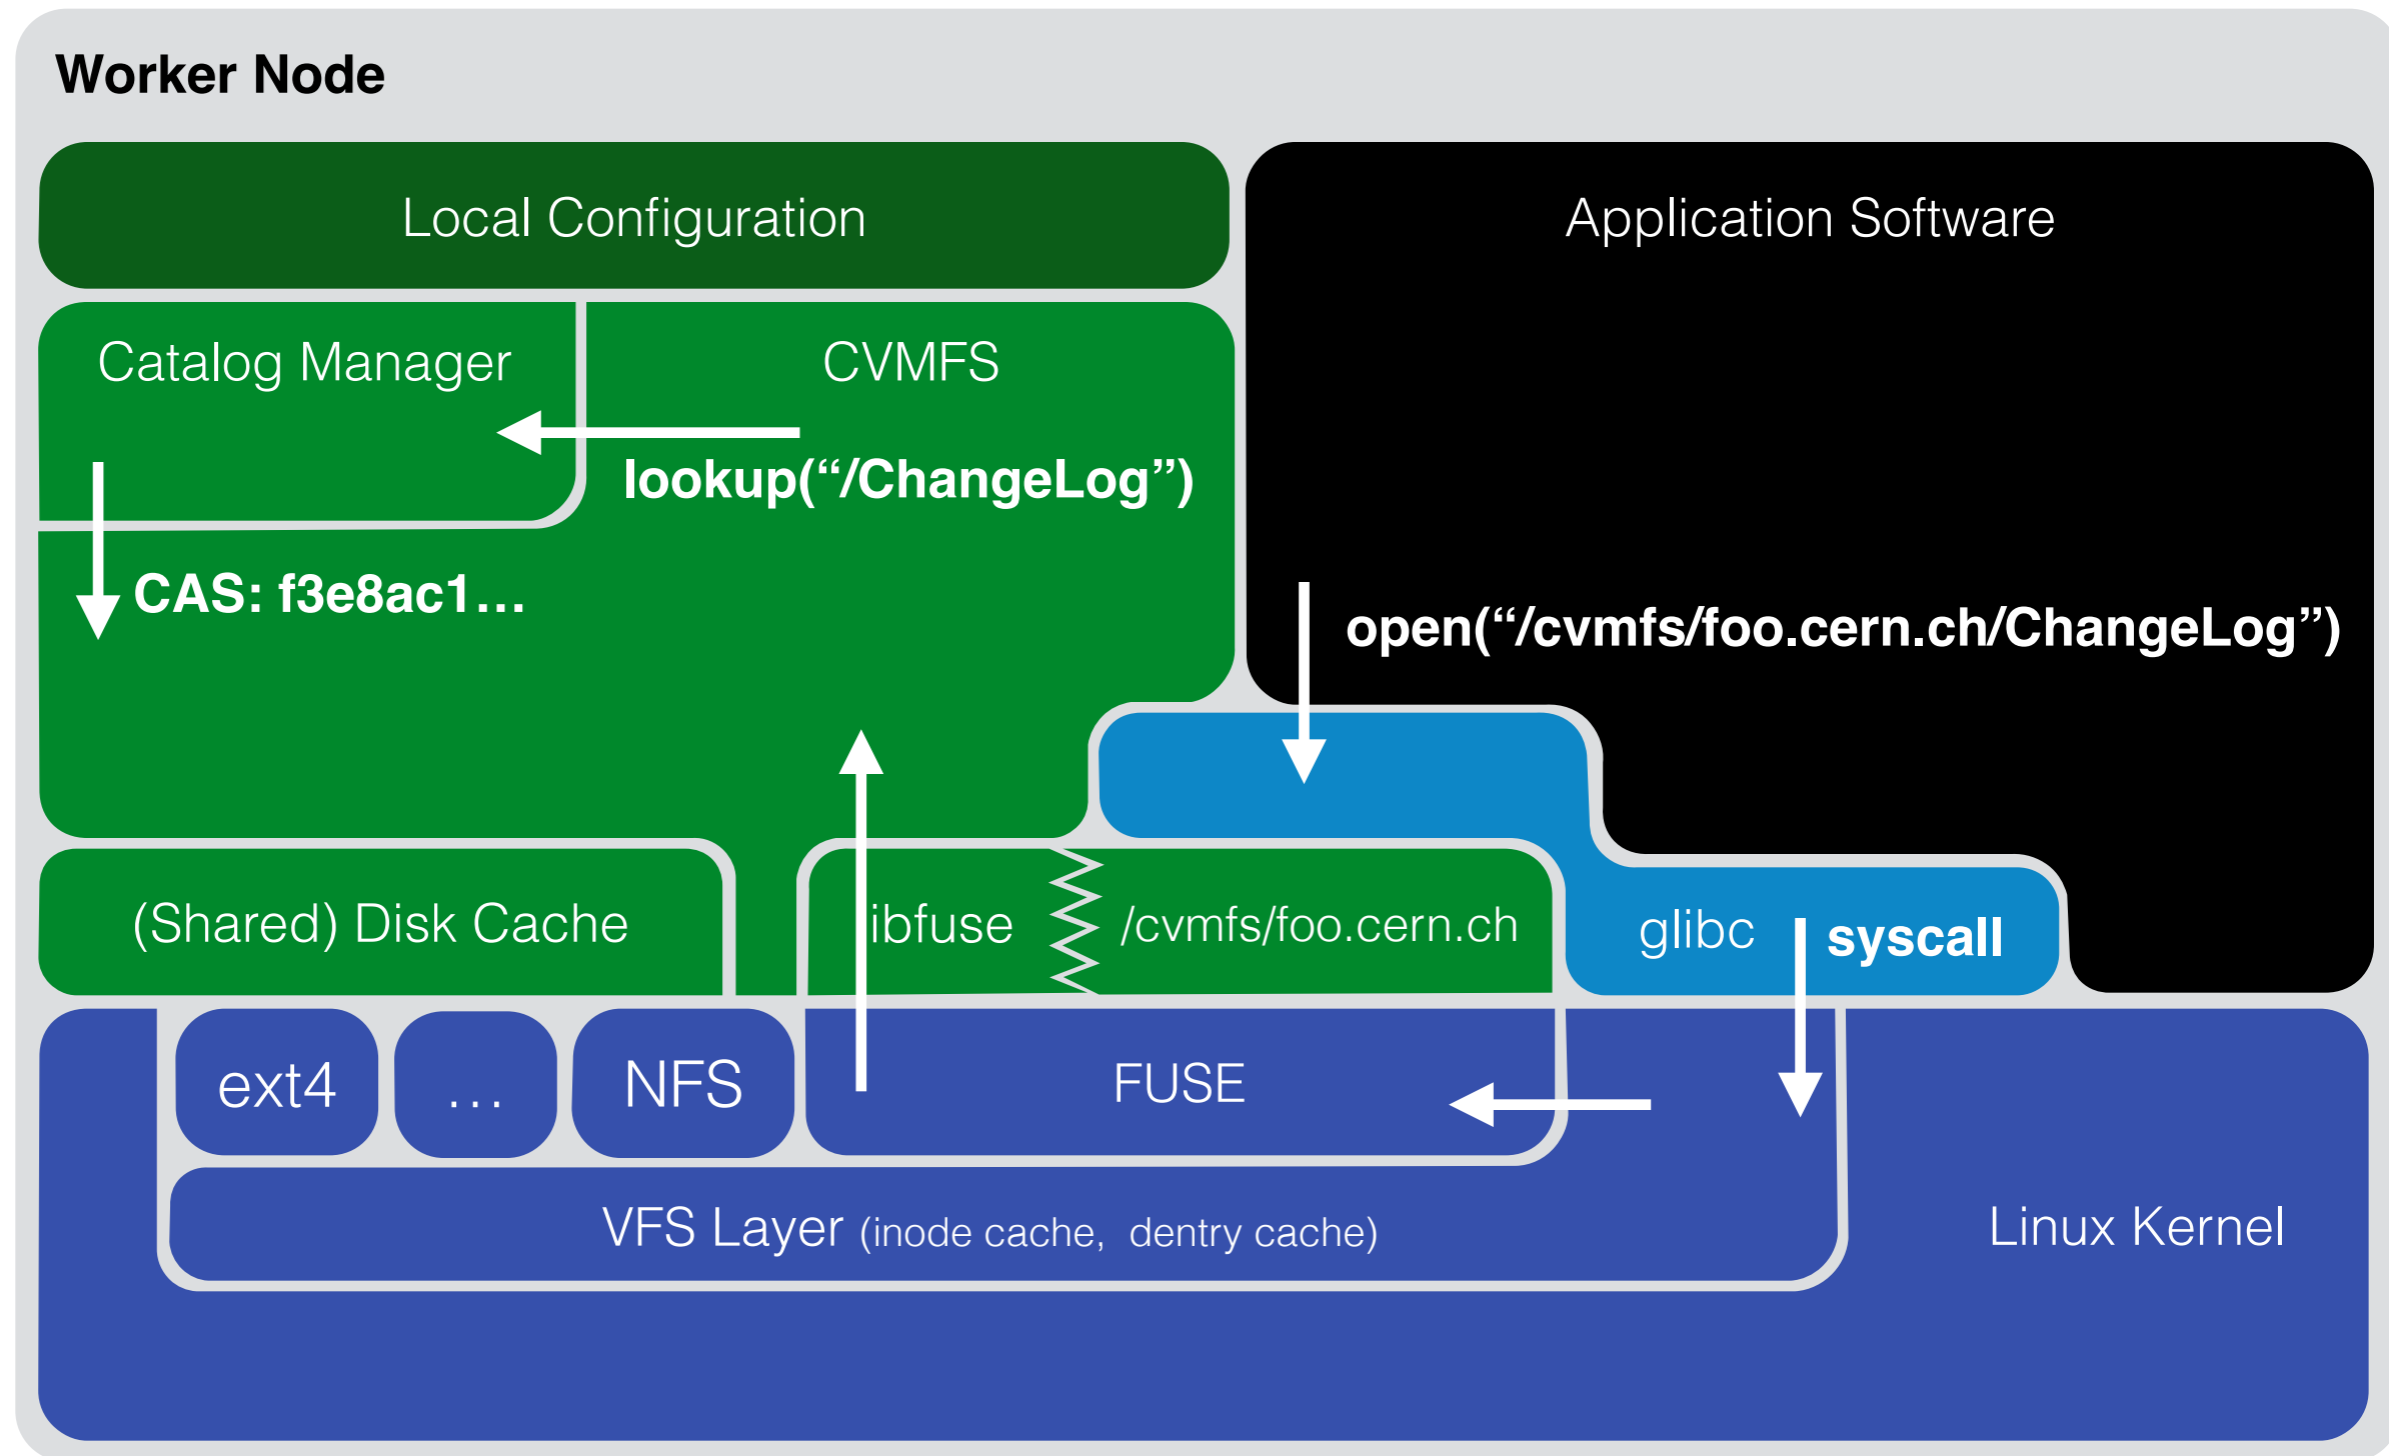 Worker Node
Local Configuration
Application Software
Catalog Manager
CVMFS
lookup(“/ChangeLog”)
CAS: f3e8ac1…
open(“/cvmfs/foo.cern.ch/ChangeLog”)
(Shared) Disk Cache
ibfuse
/cvmfs/foo.cern.ch
glibc
syscall
ext4
…
NFS
FUSE
VFS Layer (inode cache, dentry cache)
Linux Kernel